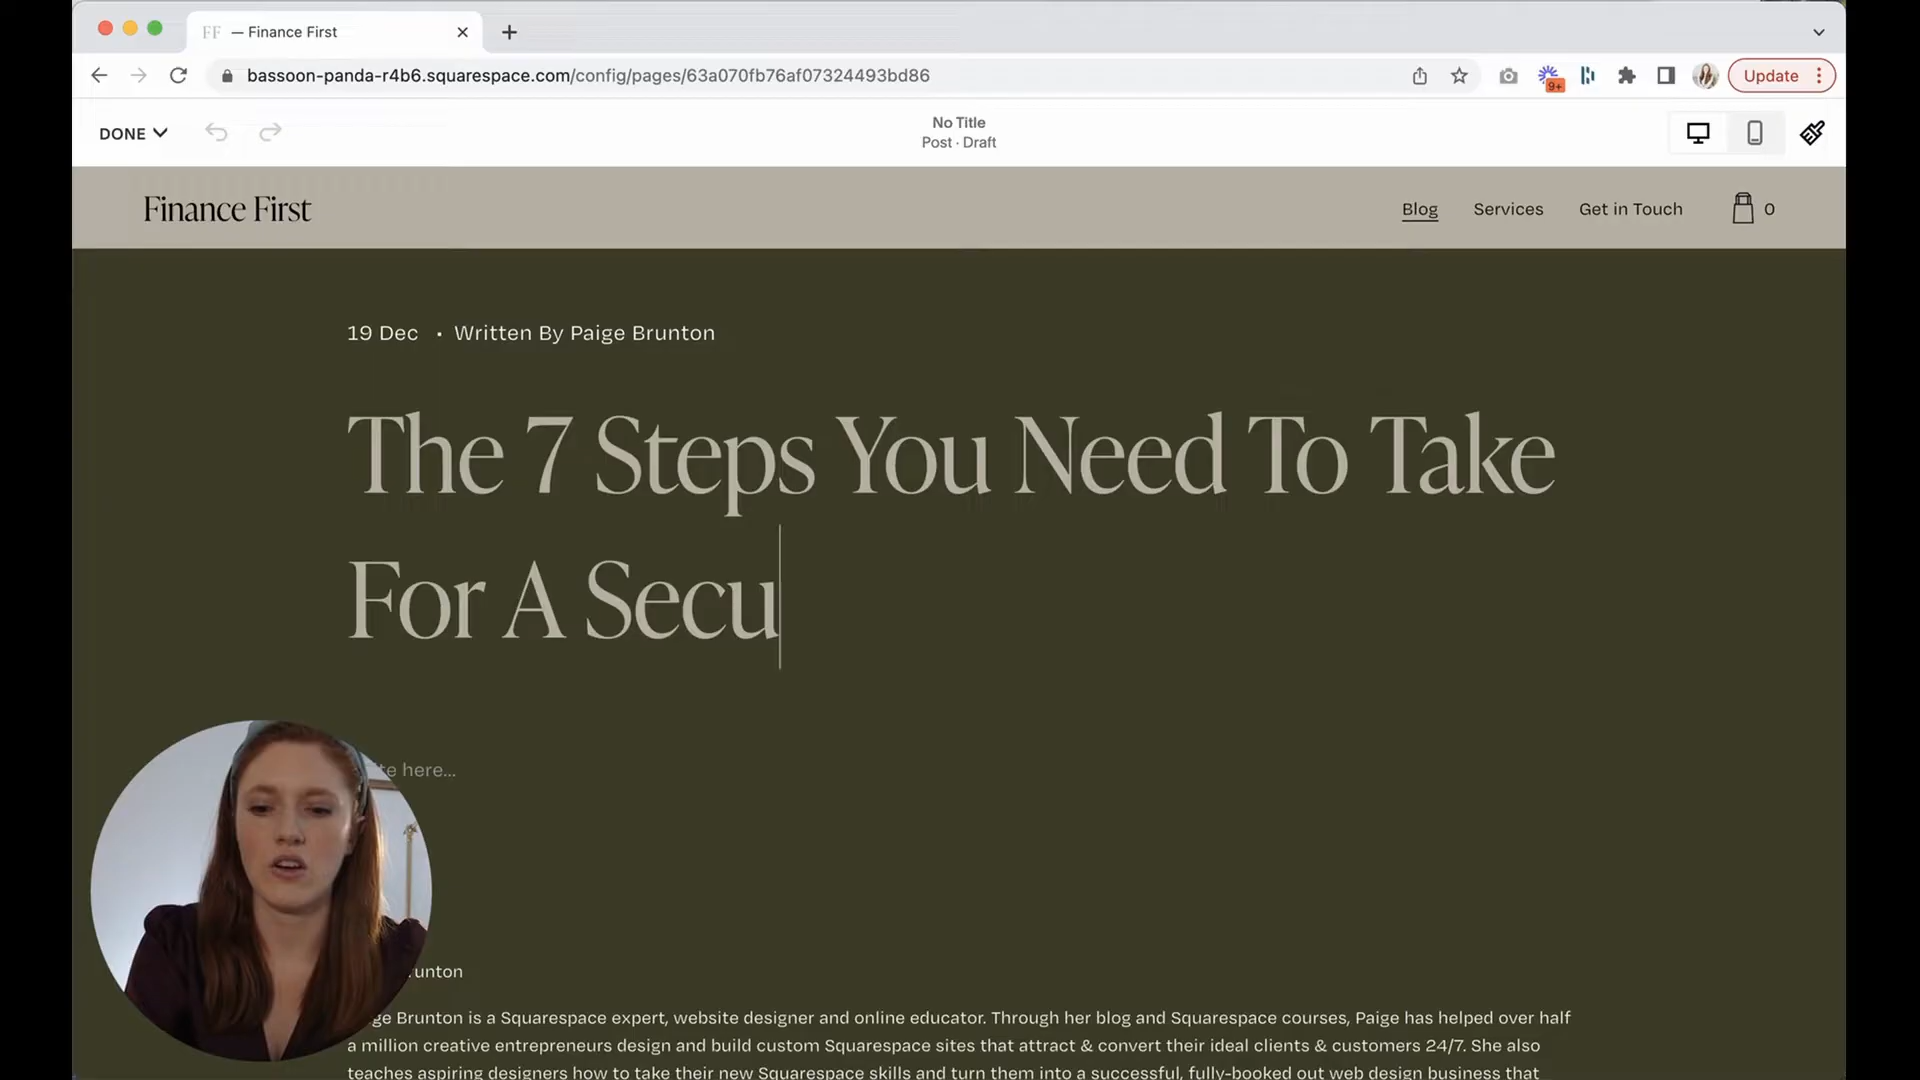 FF — Finance First
bassoon-panda-r4b6.squarespace.com/config/pages/63a070fb76af07324493bd86
9+
Update
DONE
No Title
Post · Draft
Finance First
Blog Services Get in Touch 0
19 Dec • Written By Paige Brunton
The 7 Steps You Need To Take
For A Secu
te here...
runton
ge Brunton is a Squarespace expert, website designer and online educator. Through her blog and Squarespace courses, Paige has helped over half
a million creative entrepreneurs design and build custom Squarespace sites that attract & convert their ideal clients & customers 24/7. She also
teaches aspiring designers how to take their new Squarespace skills and turn them into a successful, fully-booked out web design business that